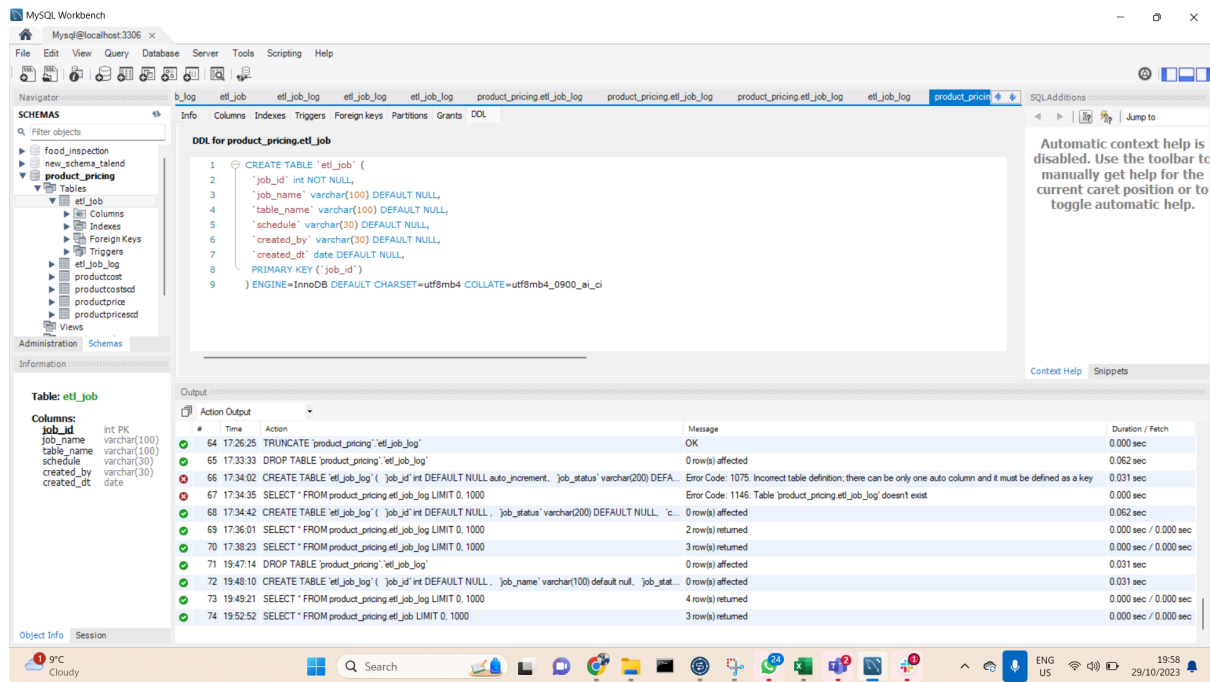 MySQL Workbench
Mysql@localhost:3306
File Edit View Query Database Server Tools Scripting Help
Navigator
SCHEMAS
Filter objects
food_inspection
new_schema_talend
product_pricing
Tables
etl_job
Columns
Indexes
Foreign Keys
Triggers
etl_job_log
productcost
productcostscd
productprice
productpricescd
Views
Administration Schemas
Information
Table: etl_job
Columns:
job_id int PK
job_name varchar(100)
table_name varchar(100)
schedule varchar(30)
created_by varchar(30)
created_dt date
Object Info Session
b_log etl_job etl_job_log etl_job_log etl_job_log product_pricing.etl_job_log product_pricing.etl_job_log product_pricing.etl_job_log etl_job_log product_pricin
Info Columns Indexes Triggers Foreign keys Partitions Grants DDL
DDL for product_pricing.etl_job
1 CREATE TABLE `etl_job` (
2 `job_id` int NOT NULL,
3 `job_name` varchar(100) DEFAULT NULL,
4 `table_name` varchar(100) DEFAULT NULL,
5 `schedule` varchar(30) DEFAULT NULL,
6 `created_by` varchar(30) DEFAULT NULL,
7 `created_dt` date DEFAULT NULL,
8 PRIMARY KEY (`job_id`)
9 ) ENGINE=InnoDB DEFAULT CHARSET=utf8mb4 COLLATE=utf8mb4_0900_ai_ci
SQLAdditions
Jump to
Automatic context help is
disabled. Use the toolbar to
manually get help for the
current caret position or to
toggle automatic help.
Context Help Snippets
Output
Action Output
# Time Action Message Duration / Fetch
64 17:26:25 TRUNCATE `product_pricing`.`etl_job_log` OK 0.000 sec
65 17:33:33 DROP TABLE `product_pricing`.`etl_job_log` 0 row(s) affected 0.062 sec
66 17:34:02 CREATE TABLE `etl_job_log` ( `job_id` int DEFAULT NULL auto_increment, `job_status` varchar(200) DEFA... Error Code: 1075. Incorrect table definition; there can be only one auto column and it must be defined as a key 0.031 sec
67 17:34:35 SELECT * FROM product_pricing.etl_job_log LIMIT 0, 1000 Error Code: 1146. Table 'product_pricing.etl_job_log' doesn't exist 0.000 sec
68 17:34:42 CREATE TABLE `etl_job_log` ( `job_id` int DEFAULT NULL , `job_status` varchar(200) DEFAULT NULL, `c... 0 row(s) affected 0.062 sec
69 17:36:01 SELECT * FROM product_pricing.etl_job_log LIMIT 0, 1000 2 row(s) returned 0.000 sec / 0.000 sec
70 17:38:23 SELECT * FROM product_pricing.etl_job_log LIMIT 0, 1000 3 row(s) returned 0.000 sec / 0.000 sec
71 19:47:14 DROP TABLE `product_pricing`.`etl_job_log` 0 row(s) affected 0.031 sec
72 19:48:10 CREATE TABLE `etl_job_log` ( `job_id` int DEFAULT NULL , `job_name` varchar(100) default null, `job_stat... 0 row(s) affected 0.031 sec
73 19:49:21 SELECT * FROM product_pricing.etl_job_log LIMIT 0, 1000 4 row(s) returned 0.000 sec / 0.000 sec
74 19:52:52 SELECT * FROM product_pricing.etl_job LIMIT 0, 1000 3 row(s) returned 0.000 sec / 0.000 sec
1
9°C
Cloudy
Search
24
2
1
ENG
US
19:58
29/10/2023